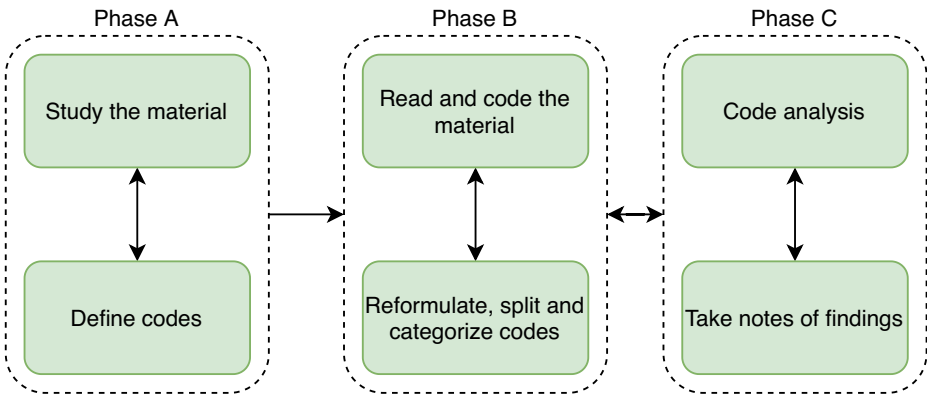 Phase A
Study the material
Define codes
Phase B
Read and code the
material
Reformulate, split and
categorize codes
Phase C
Code analysis
Take notes of findings